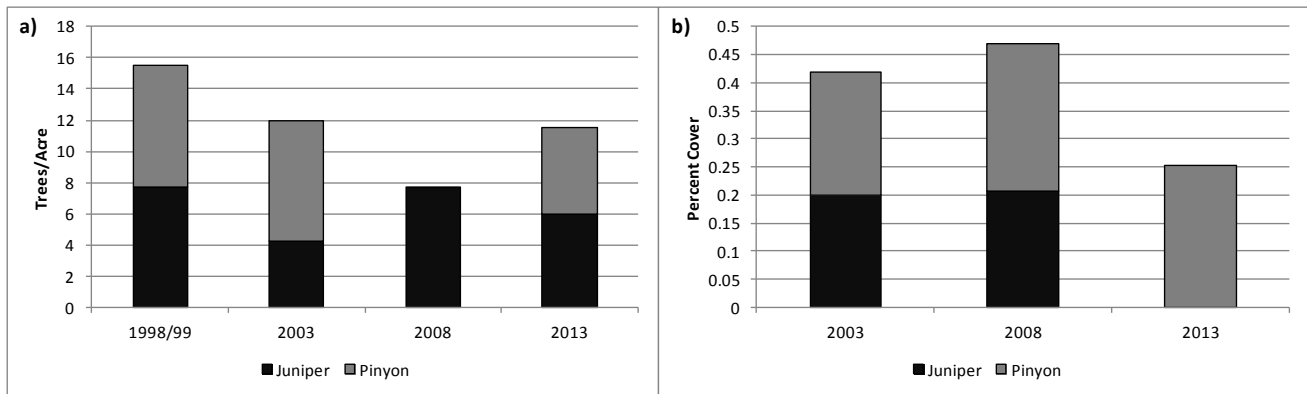 a)
Trees/Acre
18
16
14
12
10
8
6
4
2
0
1998/99 2003 2008 2013
Juniper Pinyon
b)
Percent Cover
0.5
0.45
0.4
0.35
0.3
0.25
0.2
0.15
0.1
0.05
0
2003 2008 2013
Juniper Pinyon